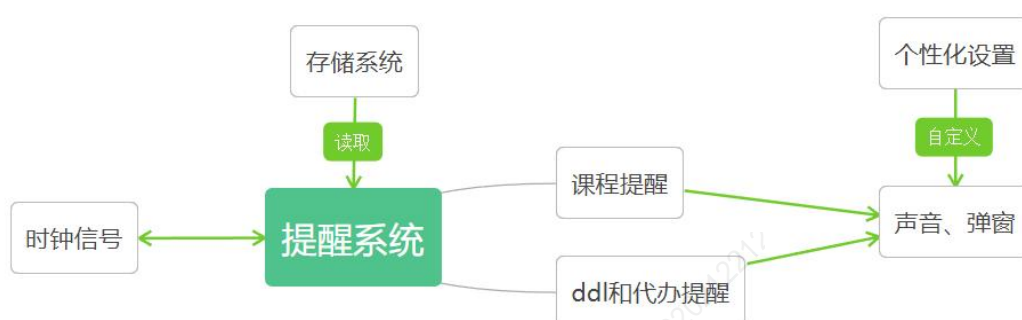 存储系统
个性化设置
读取
自定义
课程提醒
时钟信号
提醒系统
声音、弹窗
ddl和代办提醒